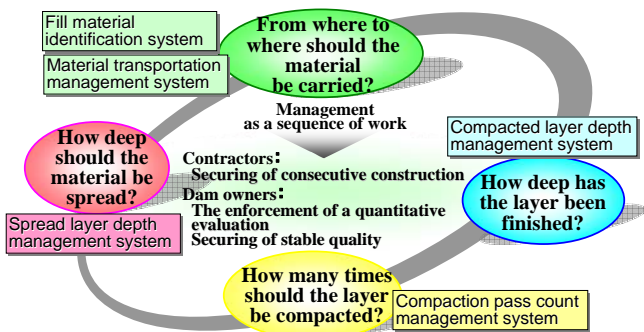 Fill material
identification system
Material transportation
management system
From where to
where should the
material
be carried?
Management
as a sequence of work
How deep
should the
material be
spread?
Spread layer depth
management system
Contractors:
Securing of consecutive construction
Dam owners:
The enforcement of a quantitative
evaluation
Securing of stable quality
Compacted layer depth
management system
How deep has
the layer been
finished?
How many times
should the layer
be compacted?
Compaction pass count
management system